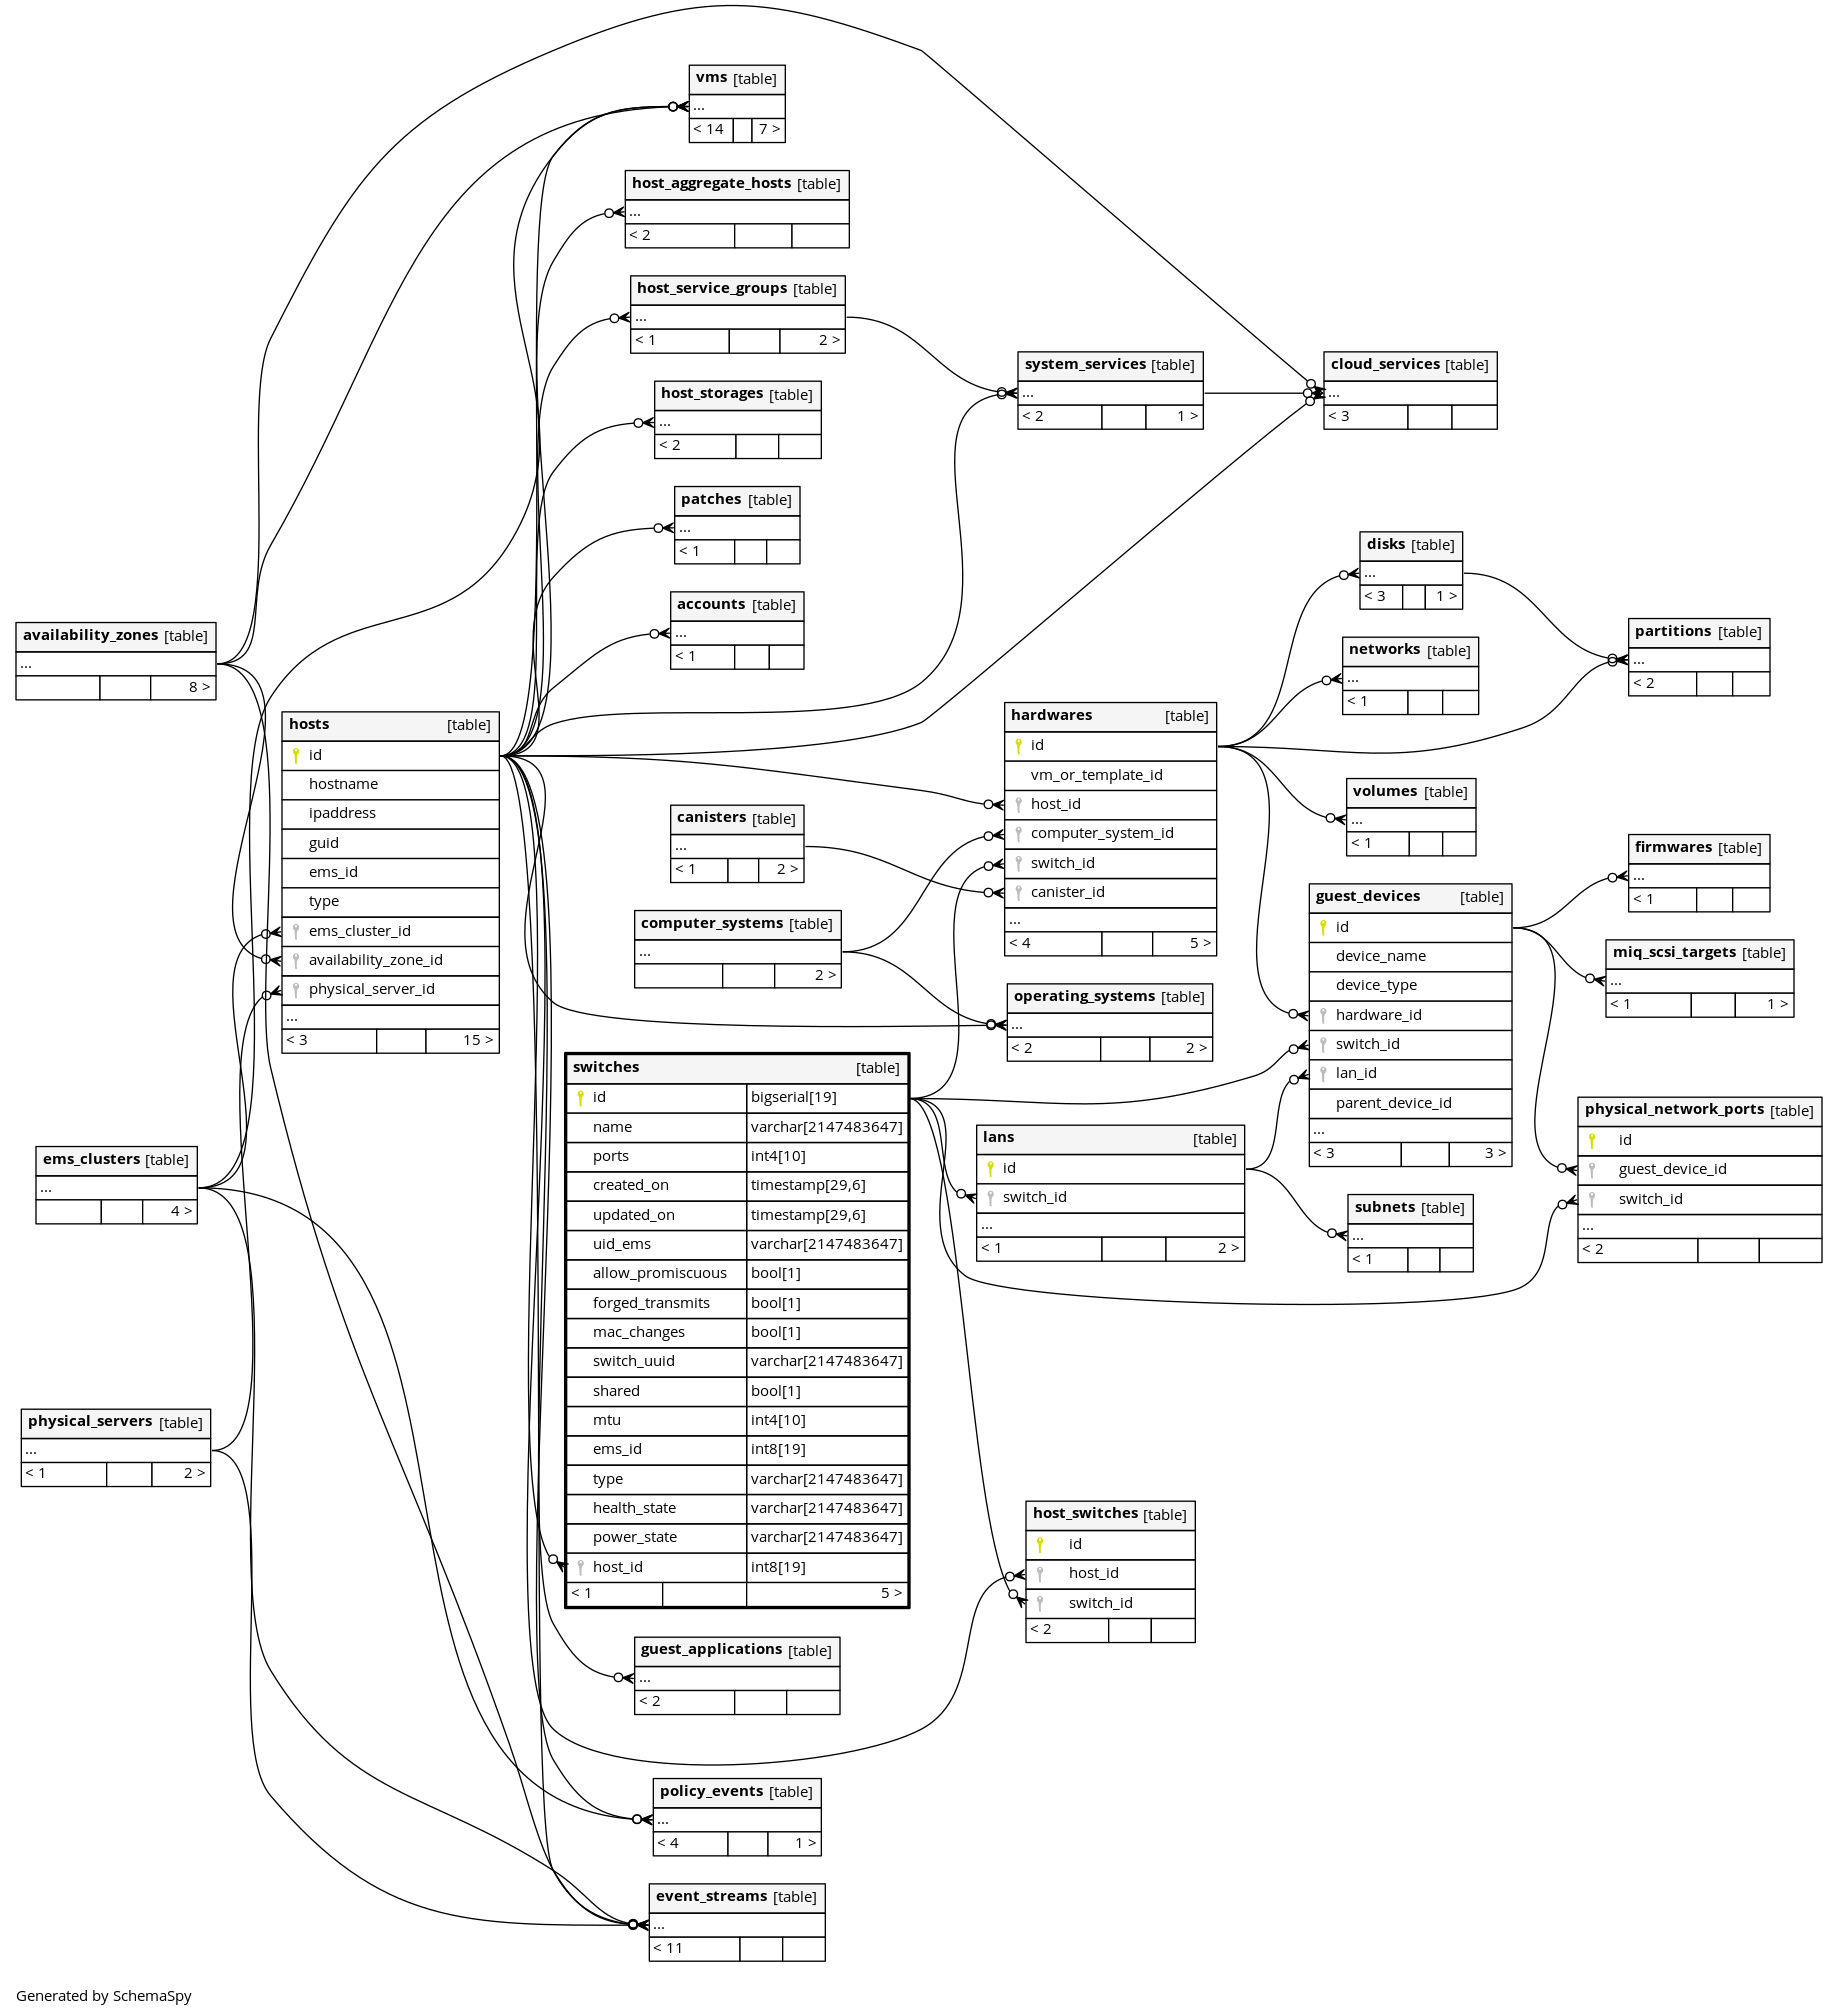 vms [table]
...
< 14 7 >
host_aggregate_hosts [table]
...
< 2
host_service_groups [table]
...
< 1 2 >
host_storages [table]
...
< 2
patches [table]
...
< 1
accounts [table]
...
< 1
system_services [table]
...
< 2 1 >
cloud_services [table]
...
< 3
disks [table]
...
< 3 1 >
networks [table]
...
< 1
partitions [table]
...
< 2
availability_zones [table]
...
8 >
hosts [table]
id
hostname
ipaddress
guid
ems_id
type
ems_cluster_id
availability_zone_id
physical_server_id
...
< 3 15 >
hardwares [table]
id
vm_or_template_id
host_id
computer_system_id
switch_id
canister_id
...
< 4 5 >
canisters [table]
...
< 1 2 >
computer_systems [table]
...
2 >
operating_systems [table]
...
< 2 2 >
volumes [table]
...
< 1
firmwares [table]
...
< 1
guest_devices [table]
id
device_name
device_type
hardware_id
switch_id
lan_id
parent_device_id
...
< 3 3 >
miq_scsi_targets [table]
...
< 1 1 >
physical_network_ports [table]
id
guest_device_id
switch_id
...
< 2
switches [table]
id bigserial[19]
name varchar[2147483647]
ports int4[10]
created_on timestamp[29,6]
updated_on timestamp[29,6]
uid_ems varchar[2147483647]
allow_promiscuous bool[1]
forged_transmits bool[1]
mac_changes bool[1]
switch_uuid varchar[2147483647]
shared bool[1]
mtu int4[10]
ems_id int8[19]
type varchar[2147483647]
health_state varchar[2147483647]
power_state varchar[2147483647]
host_id int8[19]
< 1 5 >
lans [table]
id
switch_id
...
< 1 2 >
subnets [table]
...
< 1
ems_clusters [table]
...
4 >
physical_servers [table]
...
< 1 2 >
host_switches [table]
id
host_id
switch_id
< 2
guest_applications [table]
...
< 2
policy_events [table]
...
< 4 1 >
event_streams [table]
...
< 11
Generated by SchemaSpy